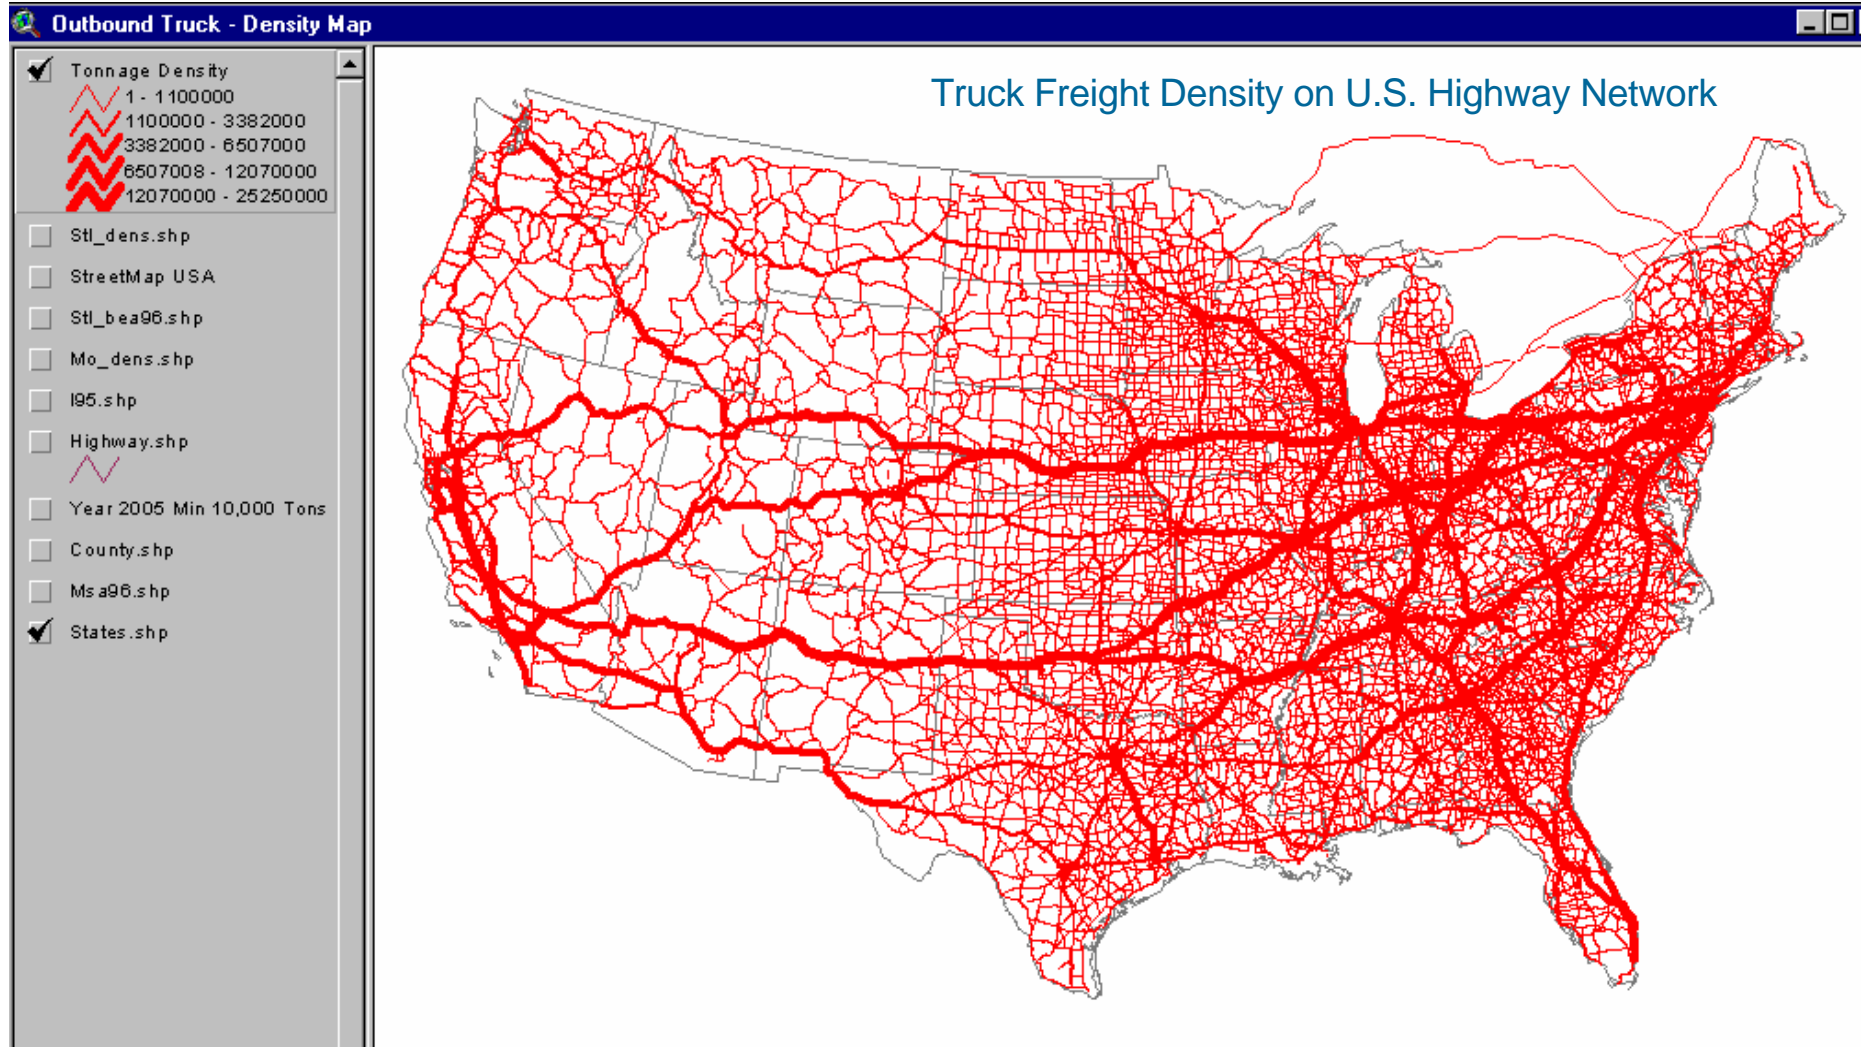 Outbound Truck - Density Map
Tonnage Density
1 - 1100000
1100000 - 3382000
3382000 - 6507000
6507008 - 12070000
12070000 - 25250000
Stl_dens.shp
StreetMap USA
Stl_bea96.shp
Mo_dens.shp
I95.shp
Highway.shp
Year 2005 Min 10,000 Tons
County.shp
Msa96.shp
States.shp
Truck Freight Density on U.S. Highway Network